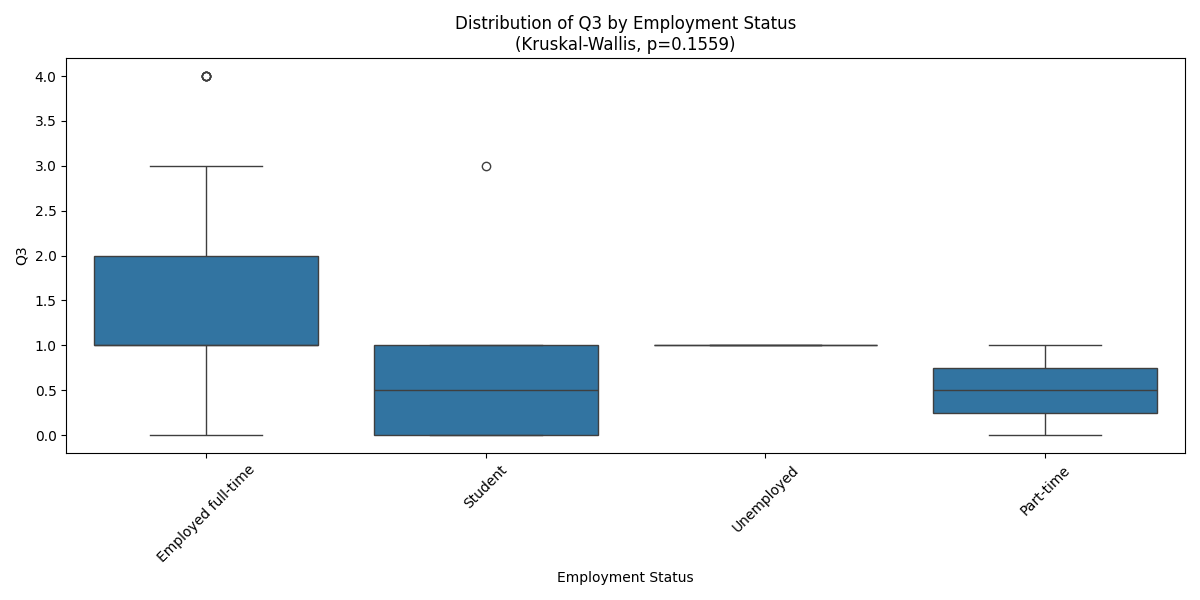 Distribution of Q3 by Employment Status
(Kruskal-Wallis, p=0.1559)
Q3
4.0
3.5
3.0
2.5
2.0
1.5
1.0
0.5
0.0
Employed full-time
Student
Unemployed
Part-time
Employment Status